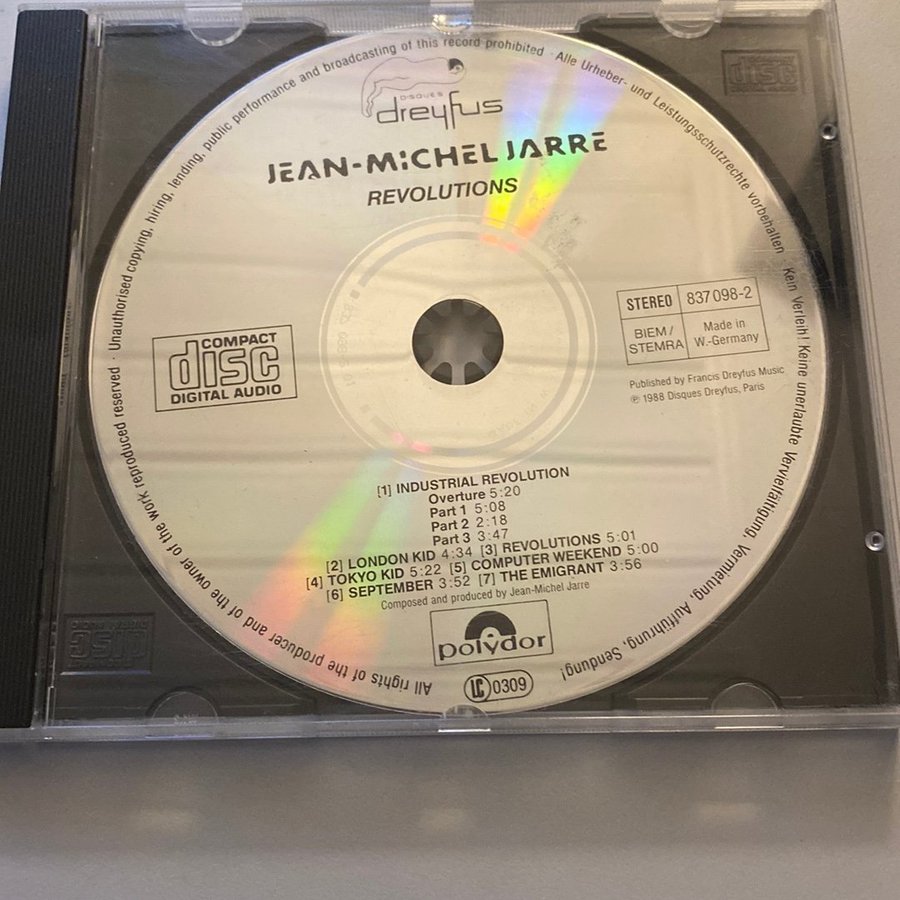 DISQUES
dreyfus
JEAN-MICHEL JARRE
REVOLUTIONS
STEREO 837 098-2
BIEM/ STEMRA Made in W.-Germany
Published by Francis Dreyfus Music
℗ 1988 Disques Dreyfus, Paris
COMPACT
disc
DIGITAL AUDIO
[1] INDUSTRIAL REVOLUTION
Overture 5:20
Part 1 5:08
Part 2 2:18
Part 3 3:47
[2] LONDON KID 4:34 [3] REVOLUTIONS 5:01
[4] TOKYO KID 5:22 [5] COMPUTER WEEKEND 5:00
[6] SEPTEMBER 3:52 [7] THE EMIGRANT 3:56
Composed and produced by Jean-Michel Jarre
polydor
LC 0309
All rights of the producer and of the owner of the work reproduced reserved · Unauthorised copying, hiring, lending, public performance and broadcasting of this record prohibited · Alle Urheber- und Leistungsschutzrechte vorbehalten · Kein Verleih! Keine unerlaubte Vervielfältigung, Vermietung, Aufführung, Sendung!
disc
disc